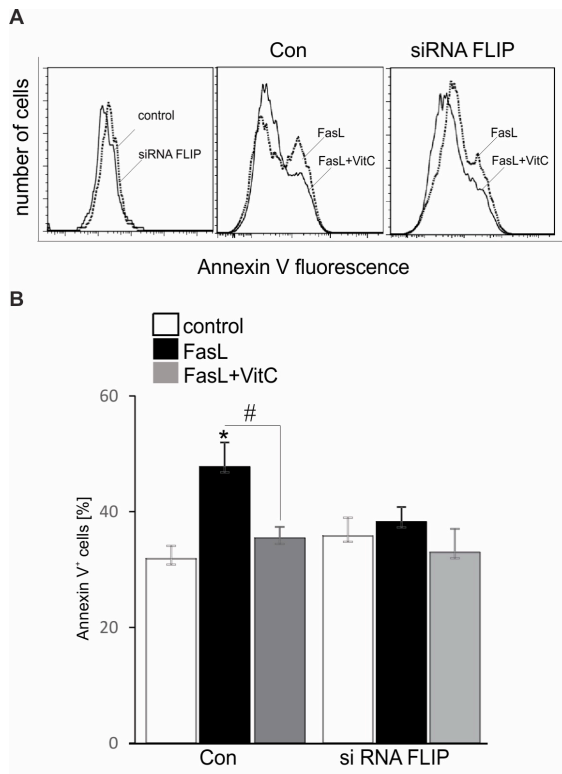 A
Con
siRNA FLIP
number of cells
control
siRNA FLIP
FasL
FasL+VitC
FasL
FasL+VitC
Annexin V fluorescence
B
control
FasL
FasL+VitC
60
40
20
0
Annexin V+ cells [%]
*
#
Con
si RNA FLIP